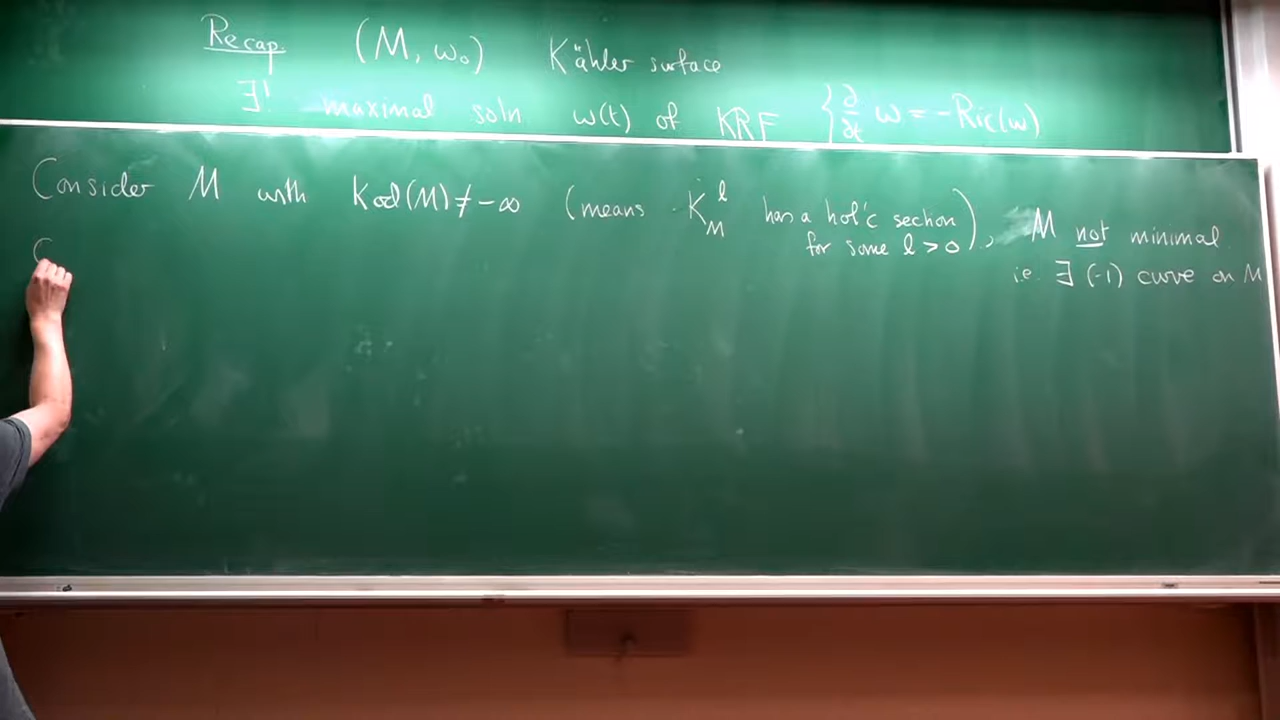 Recap. (M, ω₀) Kähler surface
∃! maximal soln ω(t) of KRF { ∂/∂t ω = -Ric(ω)
Consider M with Kod(M) ≠ -∞ (means K_M^l has a hol'c section for some l > 0), M not minimal
i.e. ∃ (-1) curve on M
C